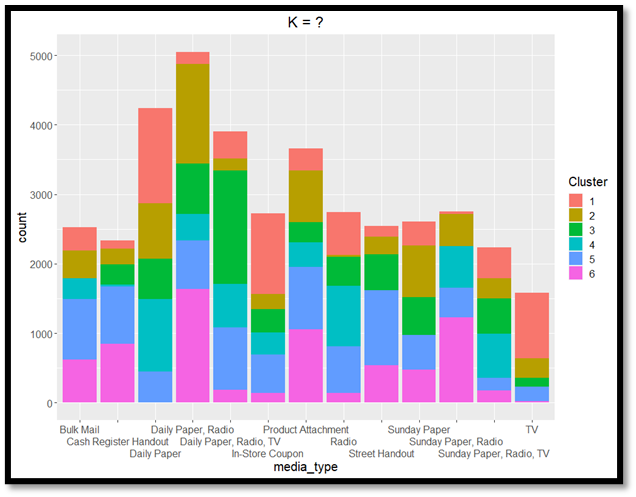 K = ?
count
5000
4000
3000
2000
1000
0
Bulk Mail
Cash Register Handout
Daily Paper
Daily Paper, Radio
Daily Paper, Radio, TV
In-Store Coupon
Product Attachment
Radio
Street Handout
Sunday Paper
Sunday Paper, Radio
Sunday Paper, Radio, TV
TV
media_type
Cluster
1
2
3
4
5
6